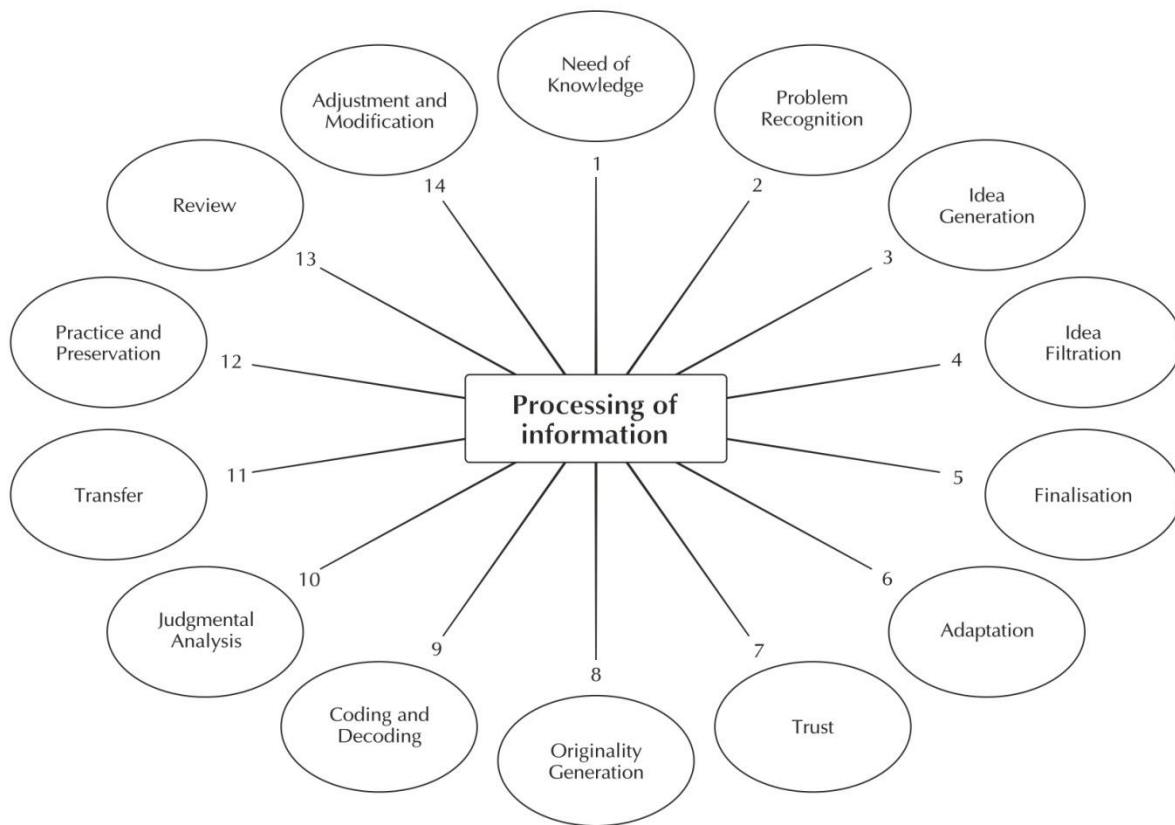 Need of
Knowledge
1
Problem
Recognition
2
Idea
Generation
3
Idea
Filtration
4
Finalisation
5
Adaptation
6
Trust
7
Originality
Generation
8
Coding and
Decoding
9
Judgmental
Analysis
10
Transfer
11
Practice and
Preservation
12
Review
13
Adjustment and
Modification
14
Processing of
information